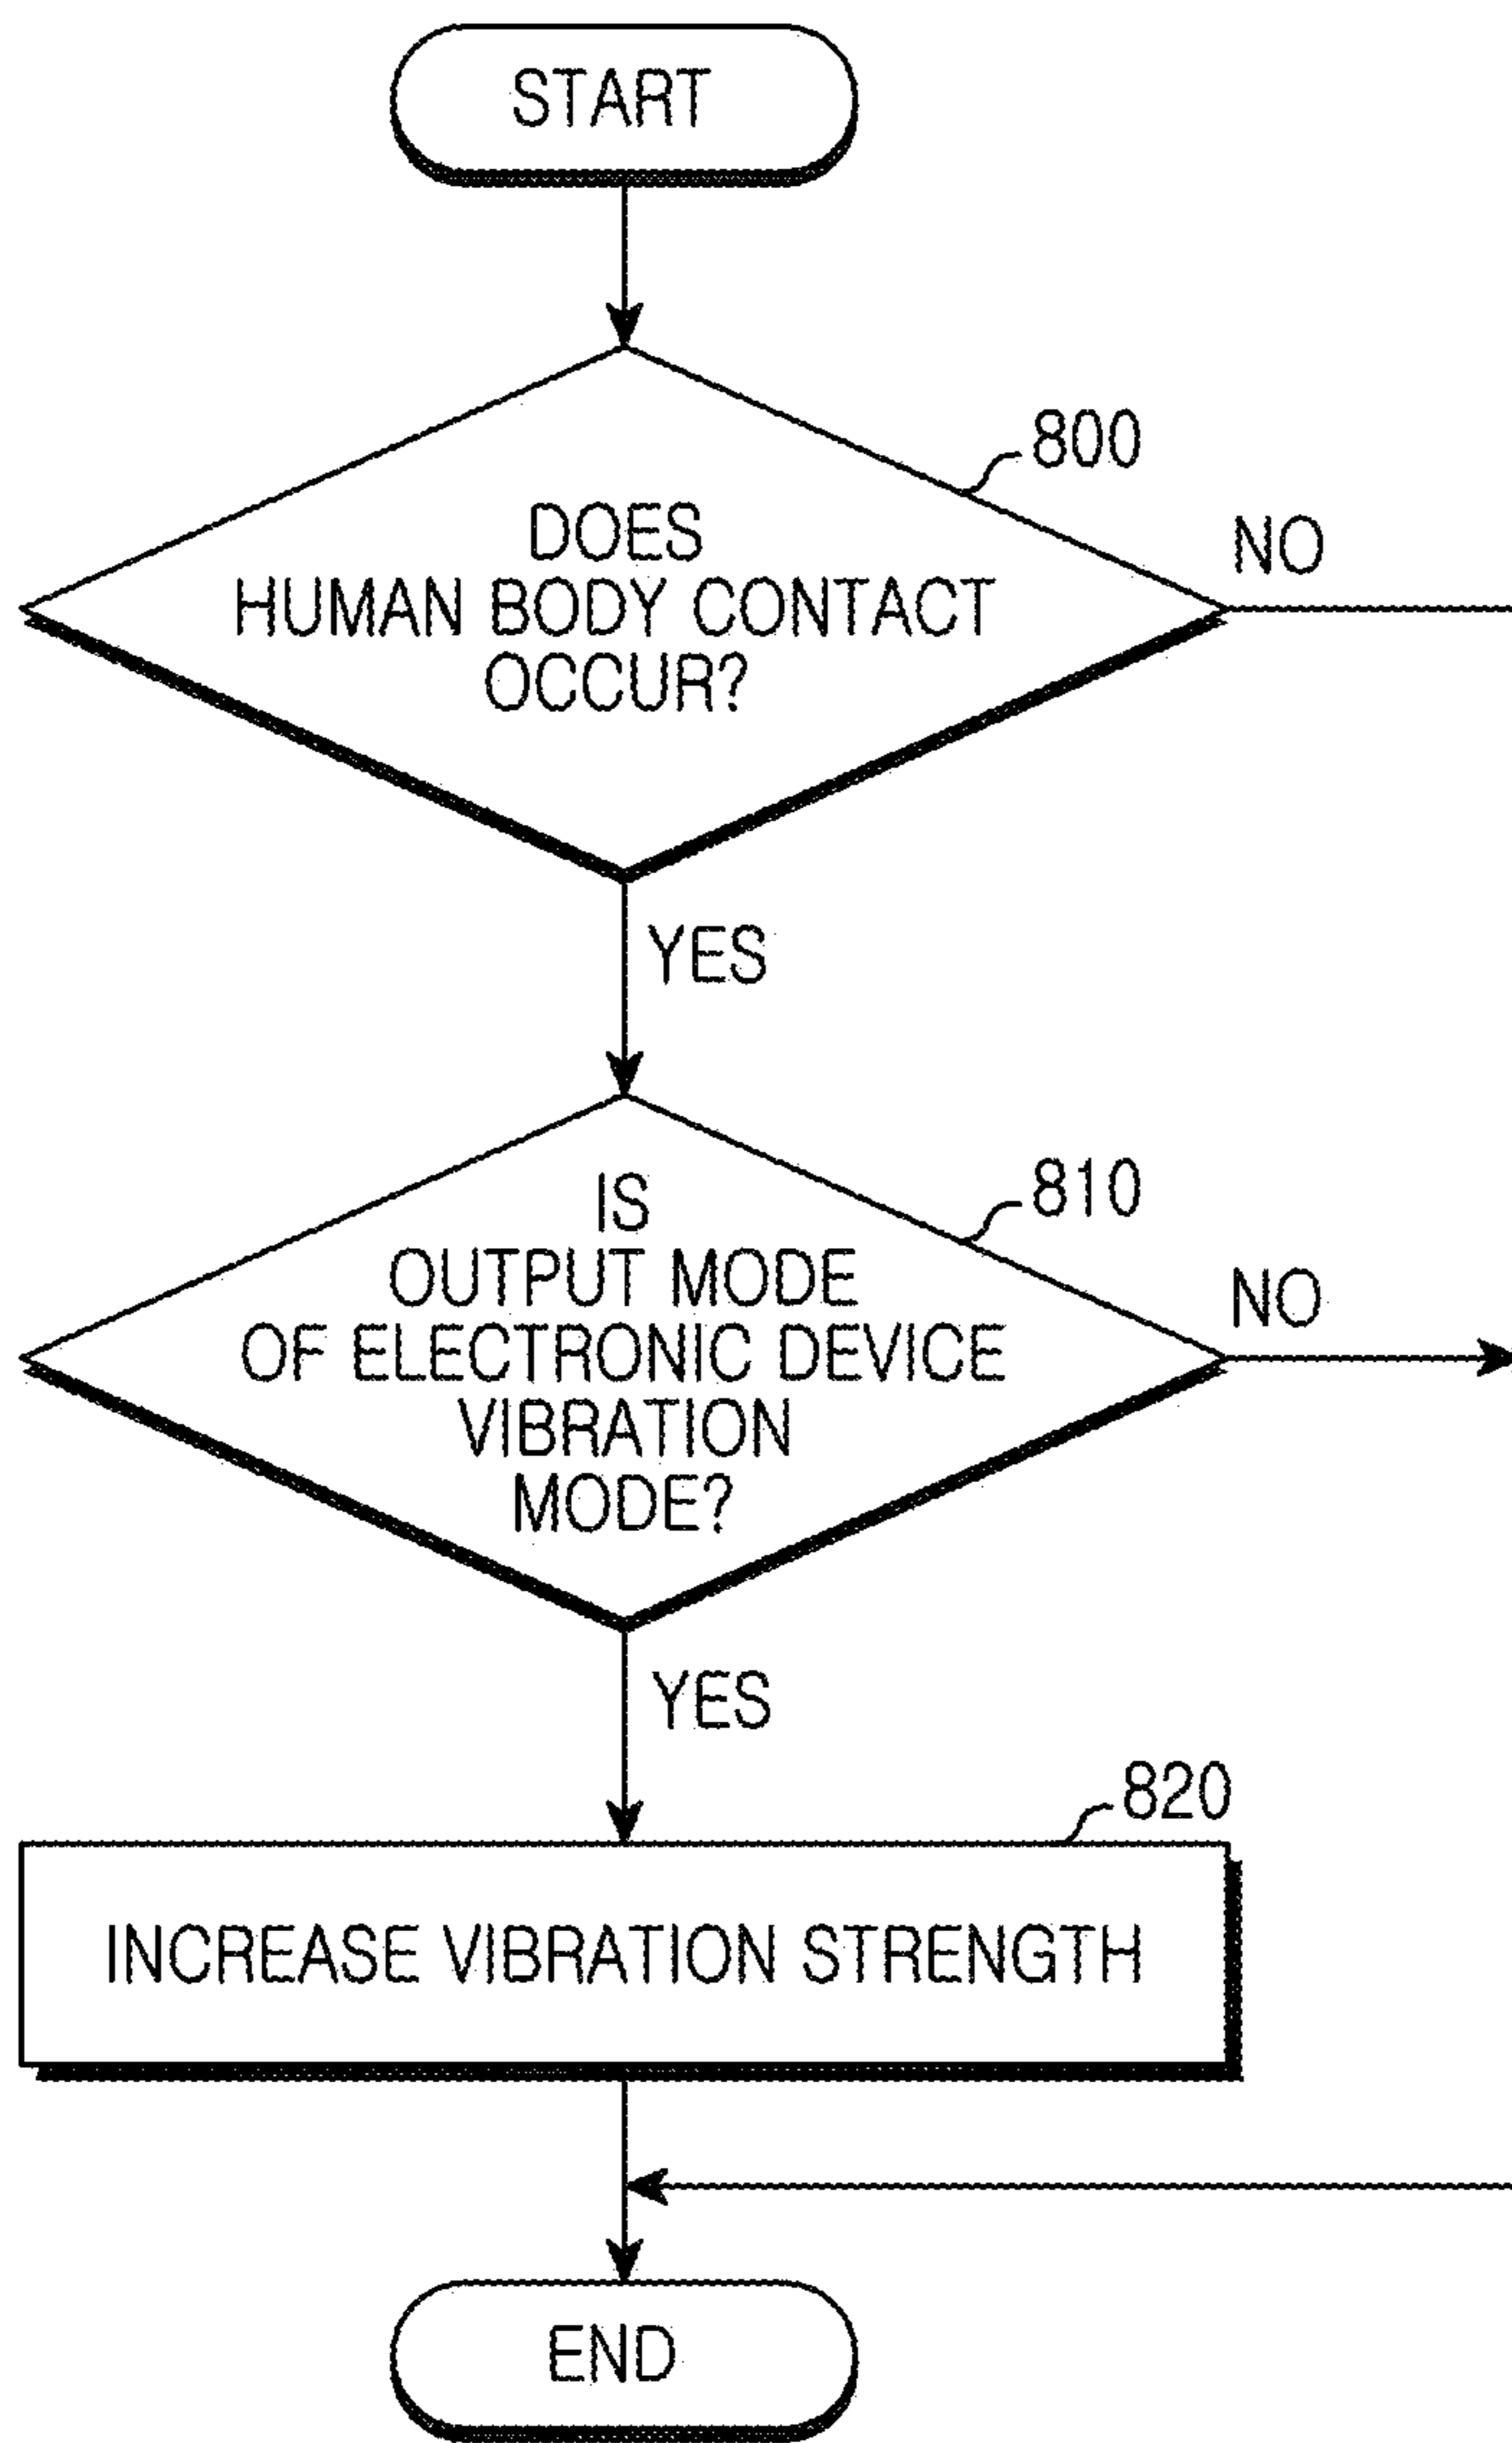 START
800
DOES
HUMAN BODY CONTACT
OCCUR?
NO
YES
810
IS
OUTPUT MODE
OF ELECTRONIC DEVICE
VIBRATION
MODE?
NO
YES
820
INCREASE VIBRATION STRENGTH
END